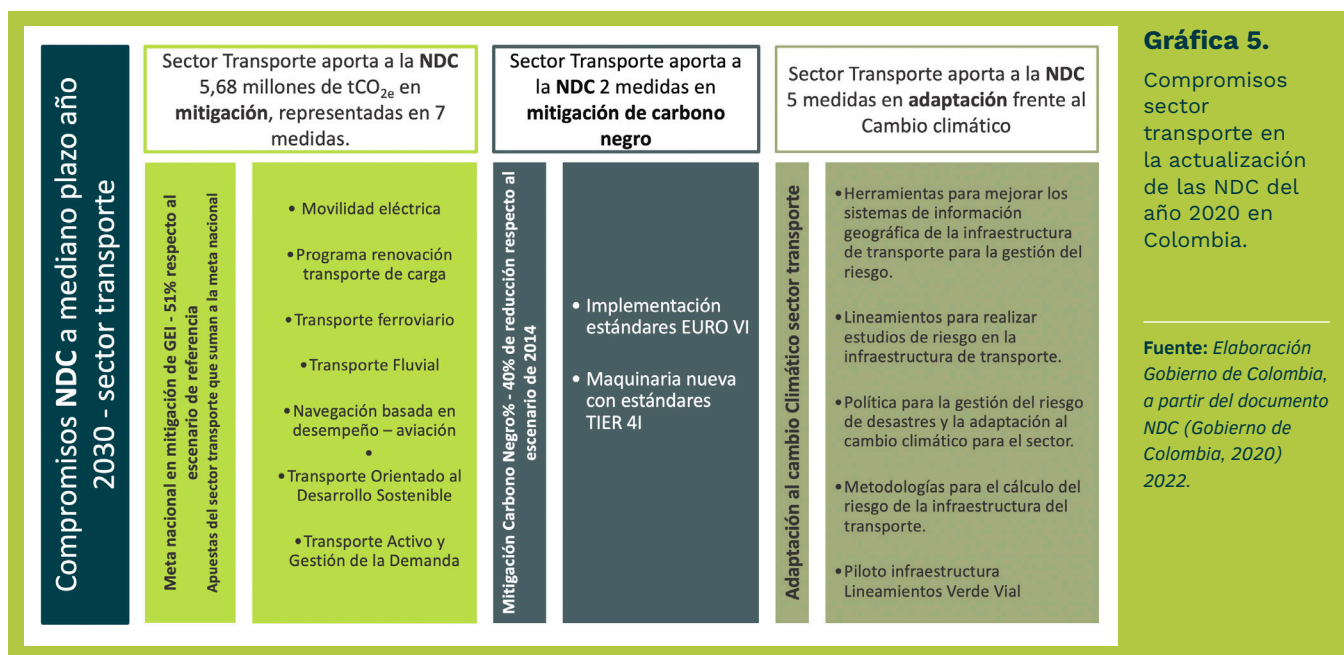 Compromisos NDC a mediano plazo año
2030 - sector transporte
Sector Transporte aporta a la NDC
5,68 millones de tCO2e en
mitigación, representadas en 7
medidas.
Meta nacional en mitigación de GEI - 51% respecto al
escenario de referencia
Apuestas del sector transporte que suman a la meta nacional
• Movilidad eléctrica
• Programa renovación
transporte de carga
•Transporte ferroviario
•Transporte Fluvial
•Navegación basada en
desempeño – aviación
•
•Transporte Orientado al
Desarrollo Sostenible
•Transporte Activo y
Gestión de la Demanda
Sector Transporte aporta a
la NDC 2 medidas en
mitigación de carbono
negro
Mitigación Carbono Negro% - 40% de reducción respecto al
escenario de 2014
• Implementación
estándares EURO VI
• Maquinaria nueva
con estándares
TIER 4I
Sector Transporte aporta a la NDC
5 medidas en adaptación frente al
Cambio climático
Adaptación al cambio Climático sector transporte
•Herramientas para mejorar los
sistemas de información
geográfica de la infraestructura
de transporte para la gestión del
riesgo.
•Lineamientos para realizar
estudios de riesgo en la
infraestructura de transporte.
•Política para la gestión del riesgo
de desastres y la adaptación al
cambio climático para el sector.
•Metodologías para el cálculo del
riesgo de la infraestructura del
transporte.
•Piloto infraestructura
Lineamientos Verde Vial
Gráfica 5.
Compromisos
sector
transporte en
la actualización
de las NDC del
año 2020 en
Colombia.
Fuente: Elaboración
Gobierno de Colombia,
a partir del documento
NDC (Gobierno de
Colombia, 2020)
2022.